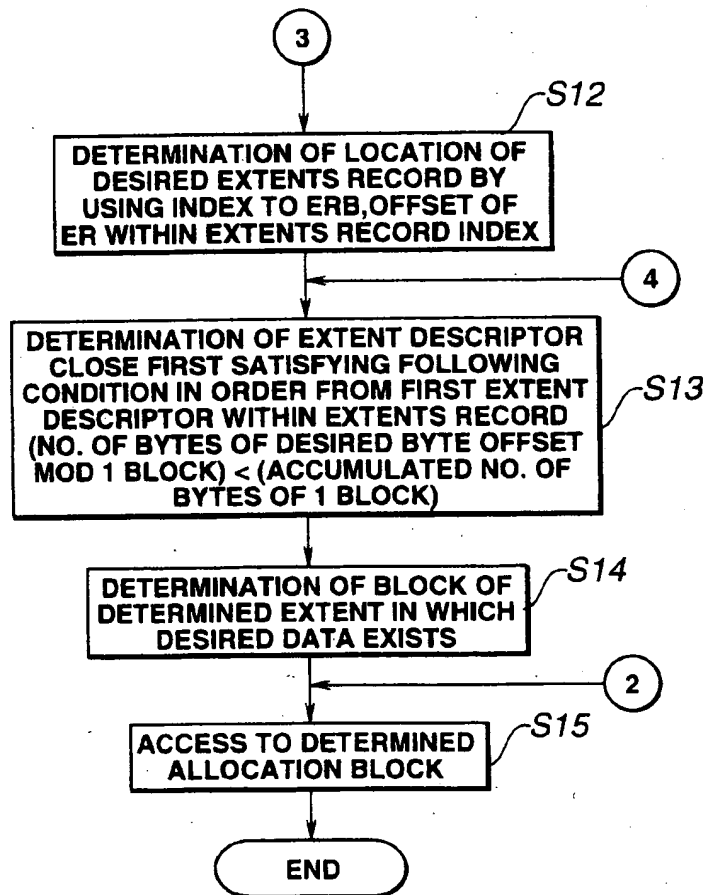 3
S12
DETERMINATION OF LOCATION OF
DESIRED EXTENTS RECORD BY
USING INDEX TO ERB,OFFSET OF
ER WITHIN EXTENTS RECORD INDEX
4
DETERMINATION OF EXTENT DESCRIPTOR
CLOSE FIRST SATISFYING FOLLOWING
CONDITION IN ORDER FROM FIRST EXTENT
DESCRIPTOR WITHIN EXTENTS RECORD
(NO. OF BYTES OF DESIRED BYTE OFFSET
MOD 1 BLOCK) < (ACCUMULATED NO. OF
BYTES OF 1 BLOCK)
S13
S14
DETERMINATION OF BLOCK OF
DETERMINED EXTENT IN WHICH
DESIRED DATA EXISTS
2
S15
ACCESS TO DETERMINED
ALLOCATION BLOCK
END